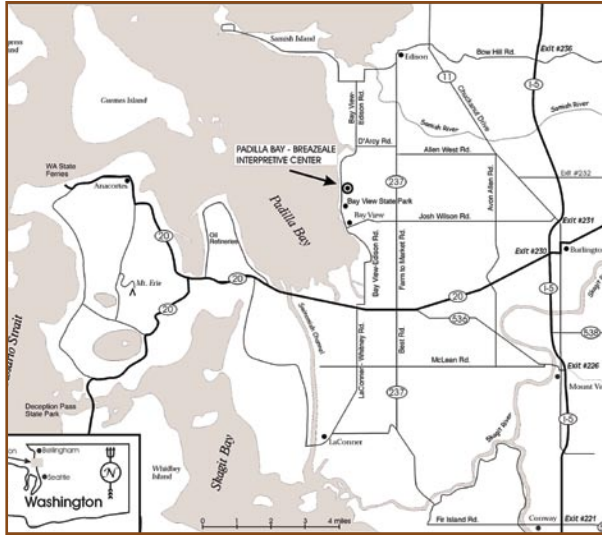 Samish Island
Edison
Bow Hill Rd.
Exit #236
11
I-5
Chuckanut Drive
Samish River
Samish River
Guemes Island
Bay View-
Edison Rd.
D'Arcy Rd.
PADILLA BAY - BREAZEALE
INTERPRETIVE CENTER
Allen West Rd.
WA State
Ferries
Anacortes
237
Exit #232
Avon Allen Rd.
Bay View State Park
Bay View
Josh Wilson Rd.
Exit #231
Padilla Bay
20
Oil
Refineries
Bay View-Edison Rd.
Farm to Market Rd.
Exit #230
Burlington
20
Mt. Erie
20
20
I-5
536
538
Swinomish Channel
LaConner- Whitney Rd.
Best Rd.
McLean Rd.
Exit #226
Mount
237
Deception Pass
State Park
I-5
Skagit River
LaConner
Whidbey
Island
Skagit Bay
Bellingham
Seattle
N
Washington
0 1 2 3 4 miles
Fir Island Rd.
Conway
Exit #221